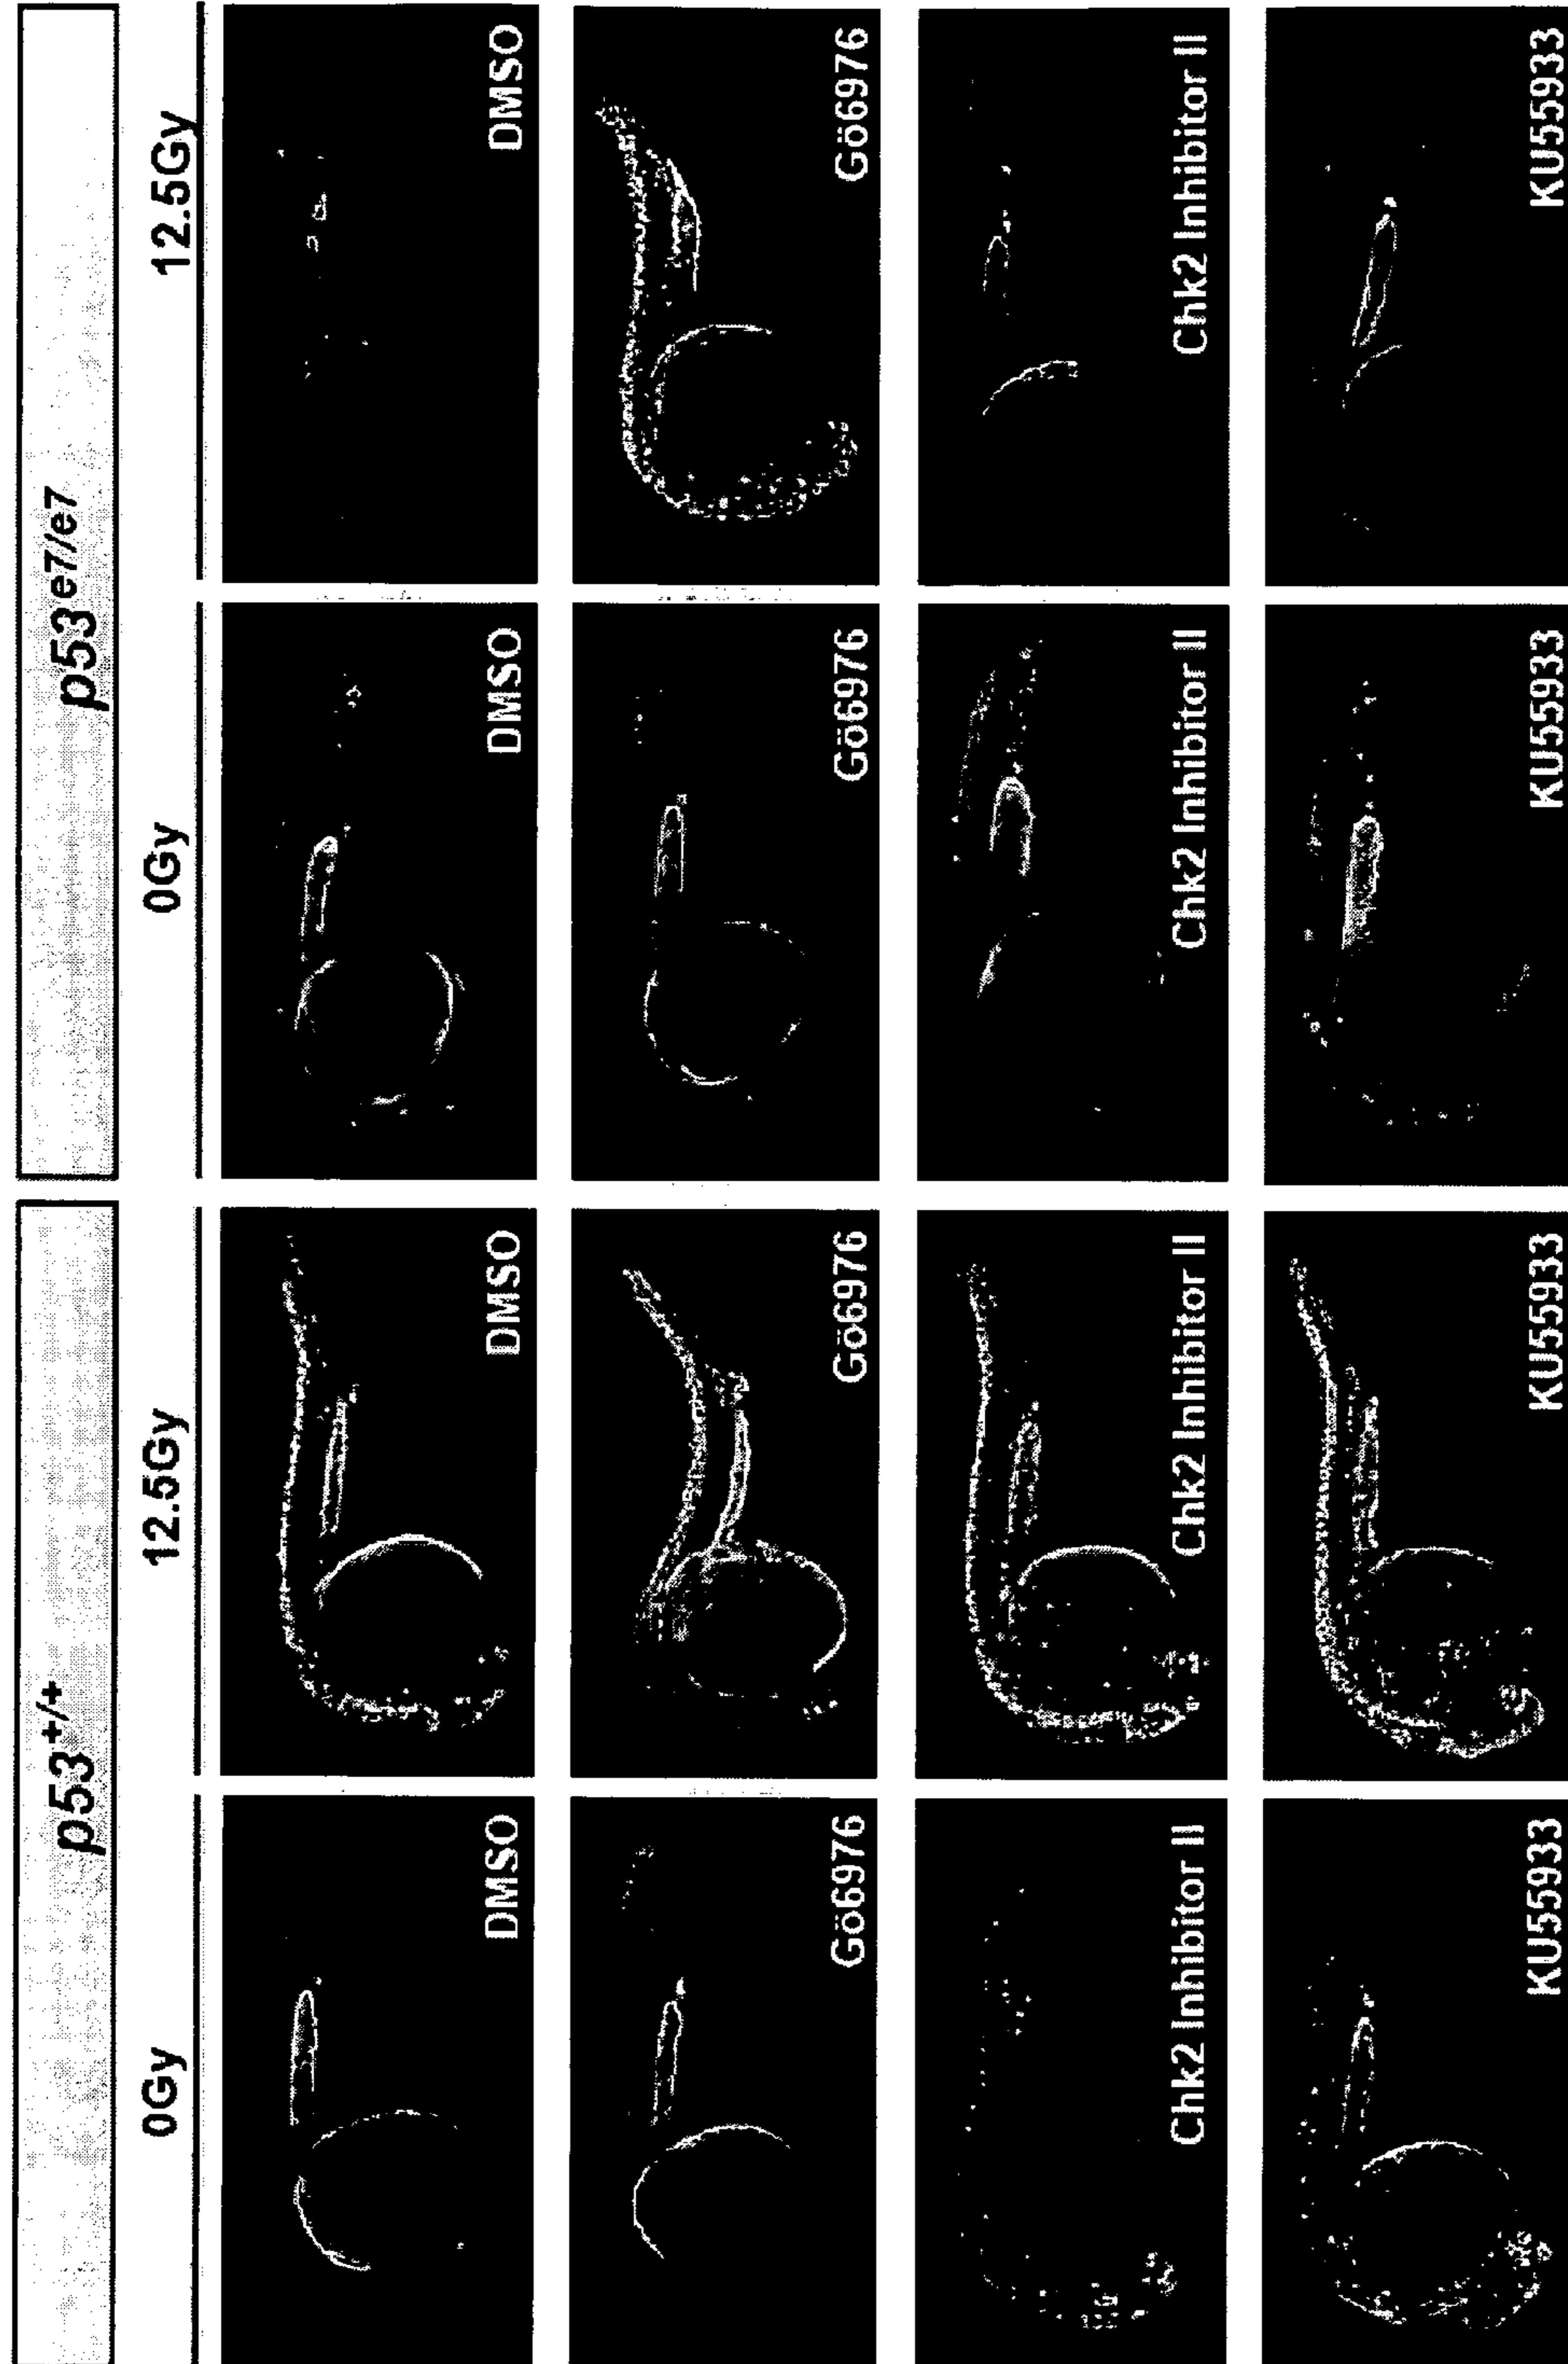 p53+/+ p53e7/e7
0Gy 12.5Gy 0Gy 12.5Gy
DMSO DMSO DMSO DMSO
Gö6976 Gö6976 Gö6976 Gö6976
Chk2 Inhibitor II Chk2 Inhibitor II Chk2 Inhibitor II Chk2 Inhibitor II
KU55933 KU55933 KU55933 KU55933